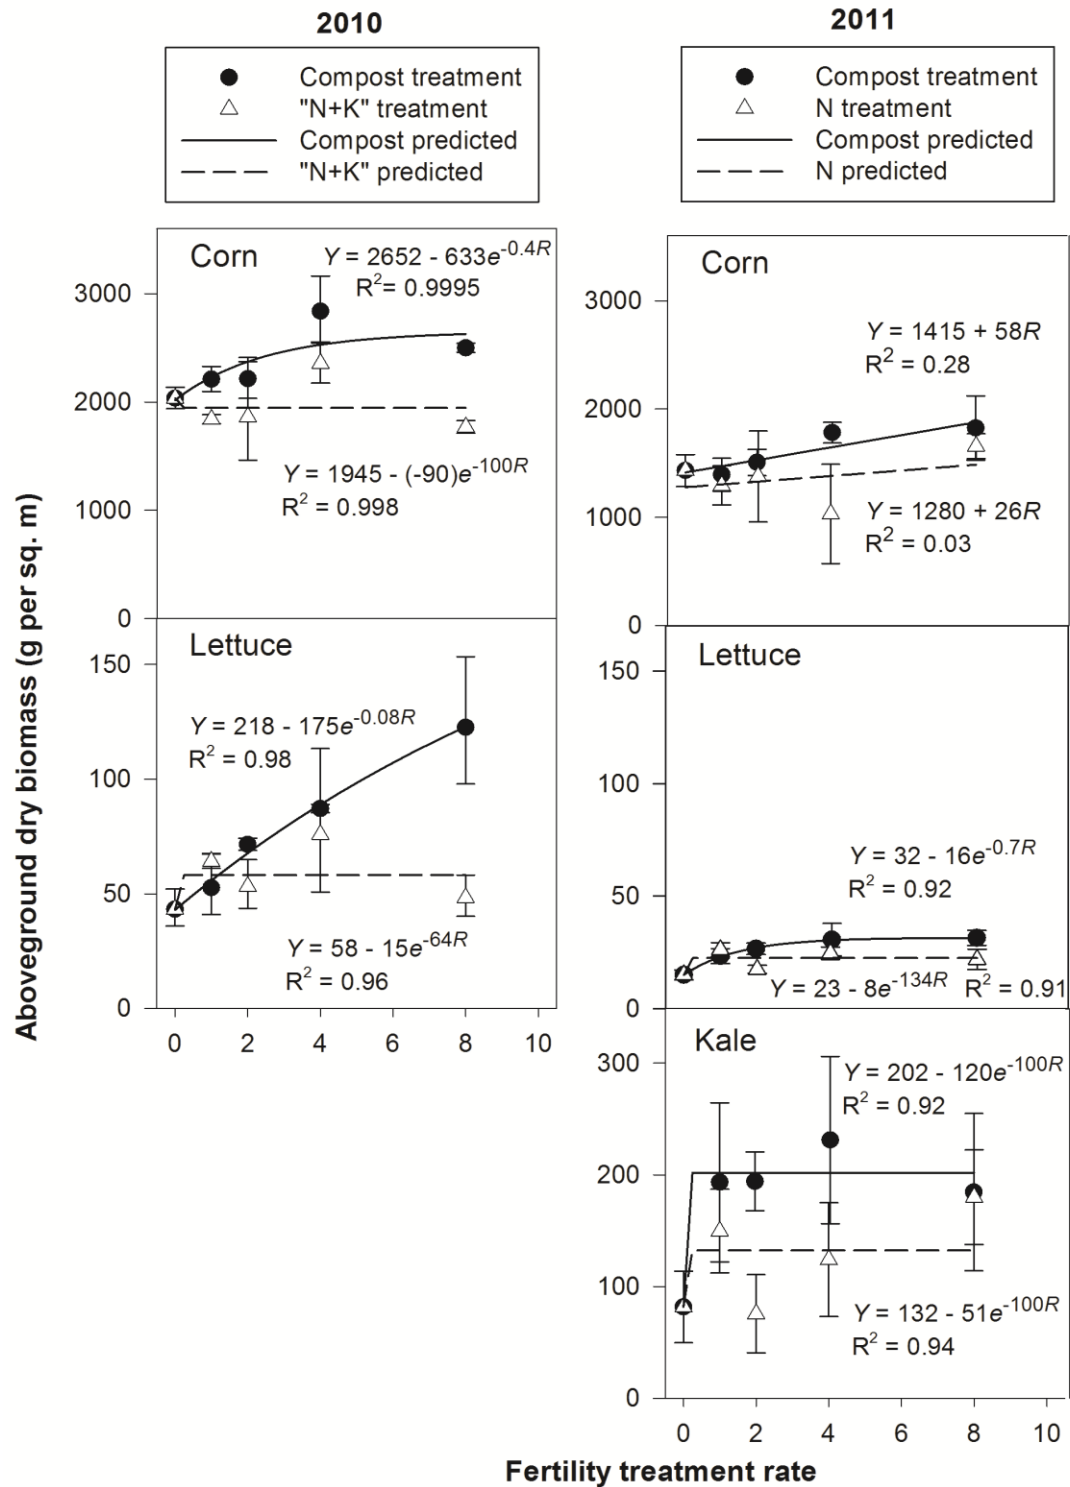 2010
Compost treatment
"N+K" treatment
Compost predicted
"N+K" predicted
2011
Compost treatment
N treatment
Compost predicted
N predicted
Aboveground dry biomass (g per sq. m)
Corn
Y = 2652 - 633e^-0.4R
R² = 0.9995
3000
2000
1000
0
Y = 1945 - (-90)e^-100R
R² = 0.998
Corn
3000
2000
1000
0
Y = 1415 + 58R
R² = 0.28
Y = 1280 + 26R
R² = 0.03
Lettuce
150
100
50
0
Y = 218 - 175e^-0.08R
R² = 0.98
Y = 58 - 15e^-64R
R² = 0.96
0 2 4 6 8 10
Lettuce
150
100
50
0
Y = 32 - 16e^-0.7R
R² = 0.92
Y = 23 - 8e^-134R R² = 0.91
Kale
300
200
100
0
Y = 202 - 120e^-100R
R² = 0.92
Y = 132 - 51e^-100R
R² = 0.94
0 2 4 6 8 10
Fertility treatment rate